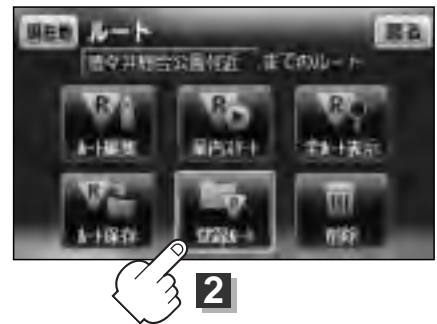 現在地 ルート 戻る
までのルート
ルート編集 案内スタート 全ルート表示
ルート保存 登録ルート 削除
2